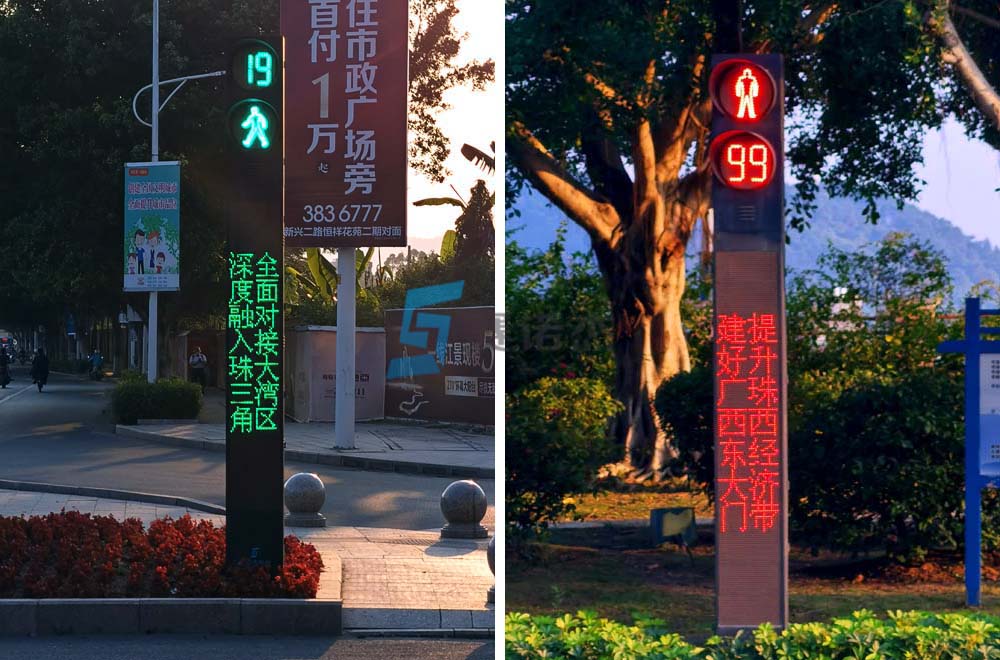 19
住市政广场旁
首付1万起
383 6777
新兴二路恒祥花苑二期对面
全面对接大湾区
深度融入珠三角
99
提升珠西经济带
建好广西东大门